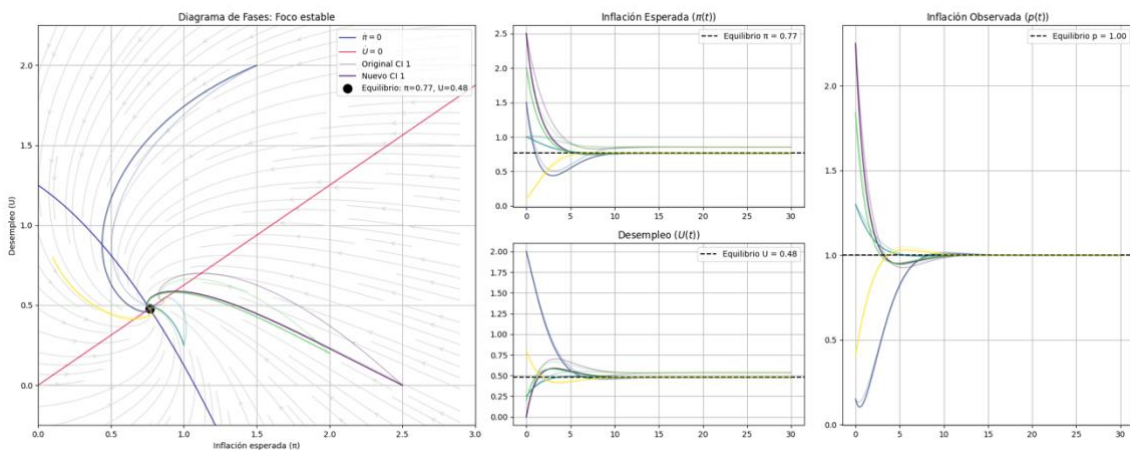 Diagrama de Fases: Foco estable
π̇ = 0
U̇ = 0
Original CI 1
Nuevo CI 1
Equilibrio: π=0.77, U=0.48
Desempleo (U)
2.0
1.5
1.0
0.5
0.0
0.0 0.5 1.0 1.5 2.0 2.5 3.0
Inflación esperada (π)
Inflación Esperada (π(t))
Equilibrio π = 0.77
2.5
2.0
1.5
1.0
0.5
0.0
0 5 10 15 20 25 30
Desempleo (U(t))
Equilibrio U = 0.48
2.00
1.75
1.50
1.25
1.00
0.75
0.50
0.25
0.00
0 5 10 15 20 25 30
Inflación Observada (p(t))
Equilibrio p = 1.00
2.0
1.5
1.0
0.5
0.0
0 5 10 15 20 25 30